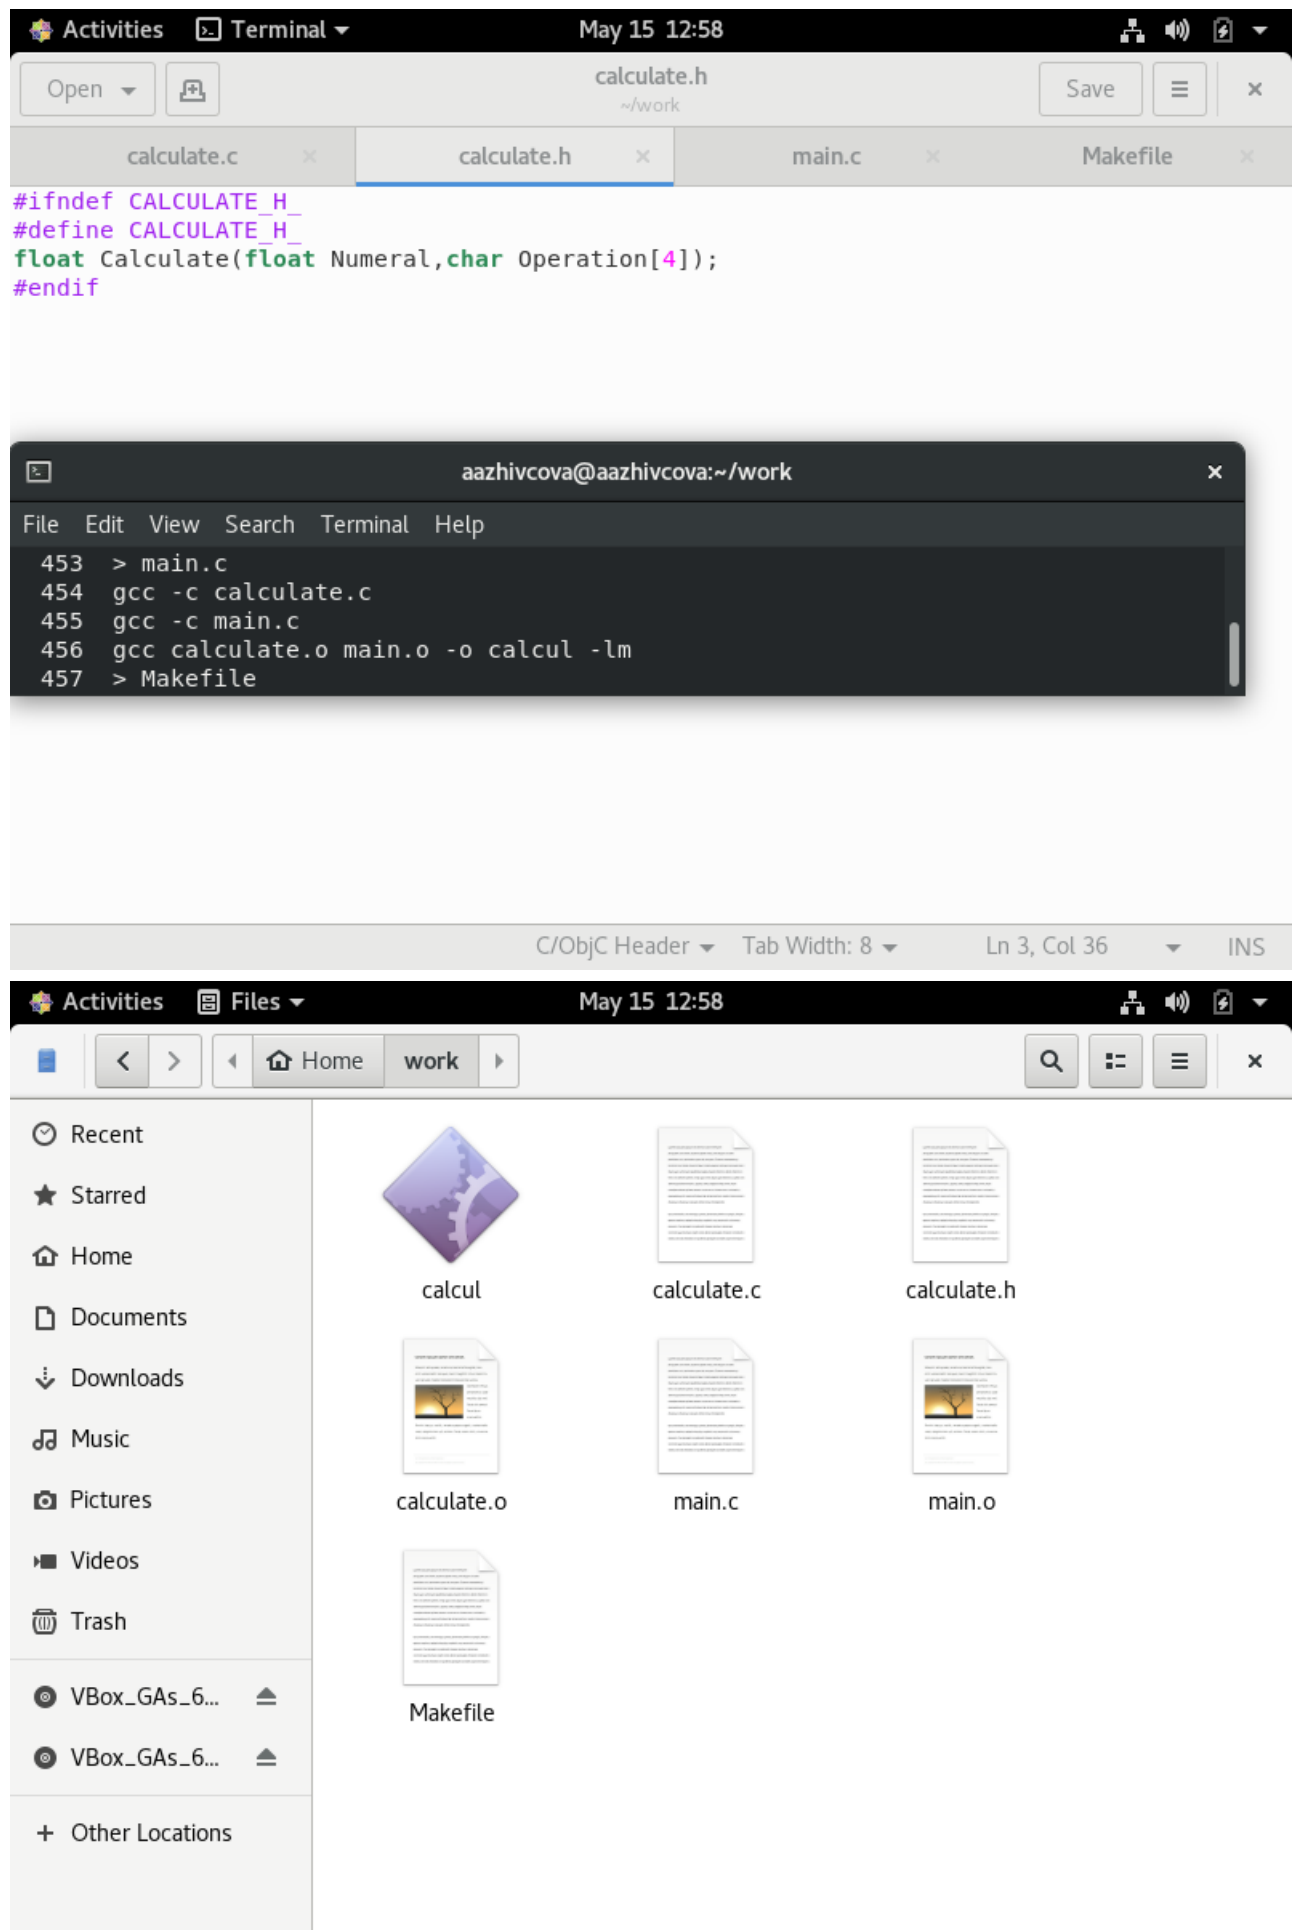 Activities Terminal May 15 12:58
Open calculate.h Save
~/work
calculate.c calculate.h main.c Makefile
#ifndef CALCULATE_H_
#define CALCULATE_H_
float Calculate(float Numeral,char Operation[4]);
#endif
aazhivcova@aazhivcova:~/work
File Edit View Search Terminal Help
453 > main.c
454 gcc -c calculate.c
455 gcc -c main.c
456 gcc calculate.o main.o -o calcul -lm
457 > Makefile
C/ObjC Header Tab Width: 8 Ln 3, Col 36 INS
Activities Files May 15 12:58
Home work
Recent
Starred
Home
Documents
Downloads
Music
Pictures
Videos
Trash
VBox_GAs_6...
VBox_GAs_6...
+ Other Locations
calcul calculate.c calculate.h
calculate.o main.c main.o
Makefile